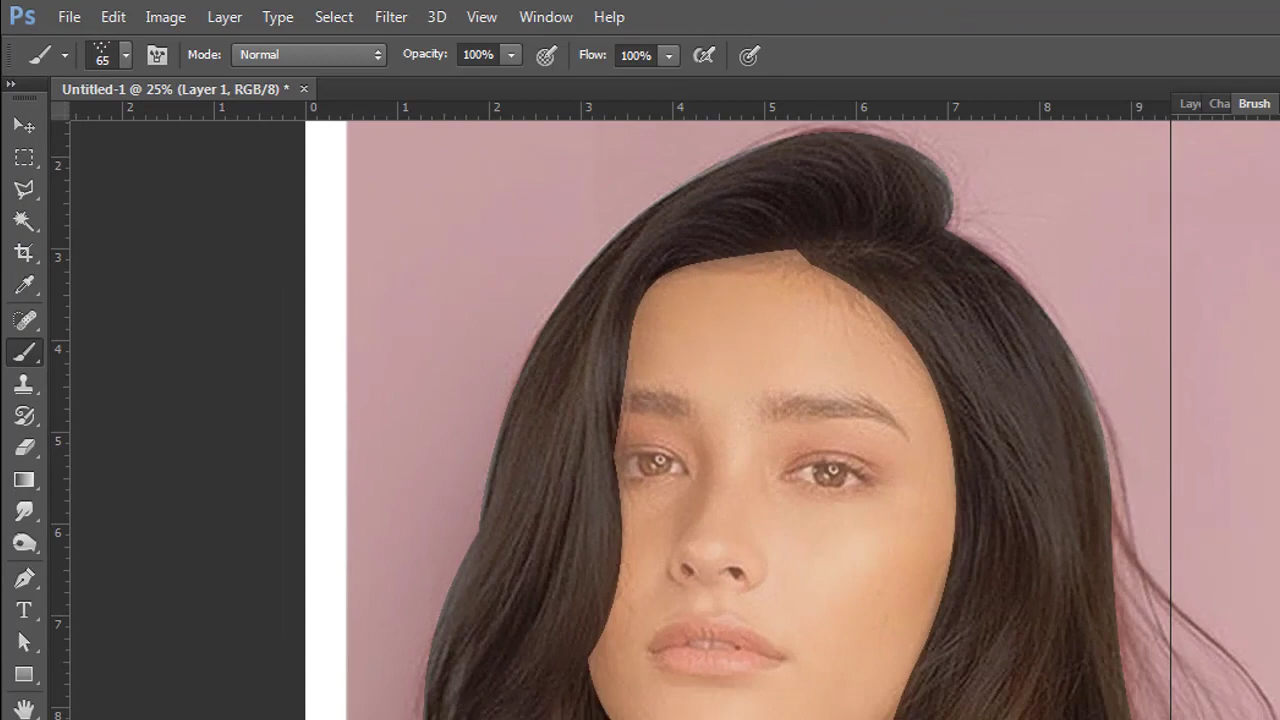 Ps File Edit Image Layer Type Select Filter 3D View Window Help
65 Mode: Normal Opacity: 100% Flow: 100%
Untitled-1 @ 25% (Layer 1, RGB/8) * ×
2 1 0 1 2 3 4 5 6 7 8 9
Lay Cha Brush
2
3
4
5
6
7
8
T